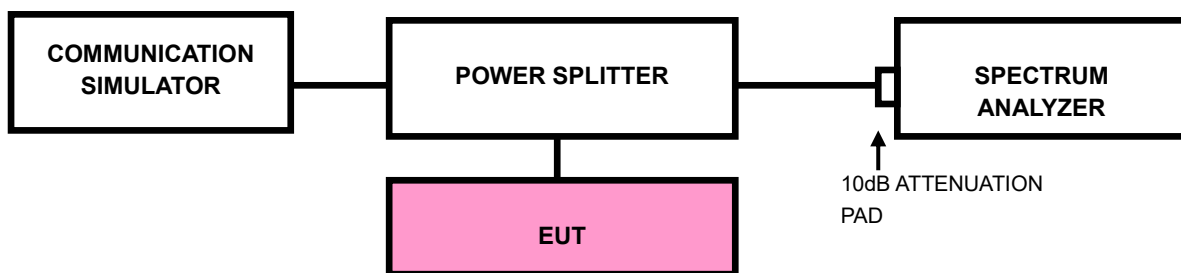 COMMUNICATION
SIMULATOR
POWER SPLITTER
SPECTRUM
ANALYZER
10dB ATTENUATION
PAD
EUT